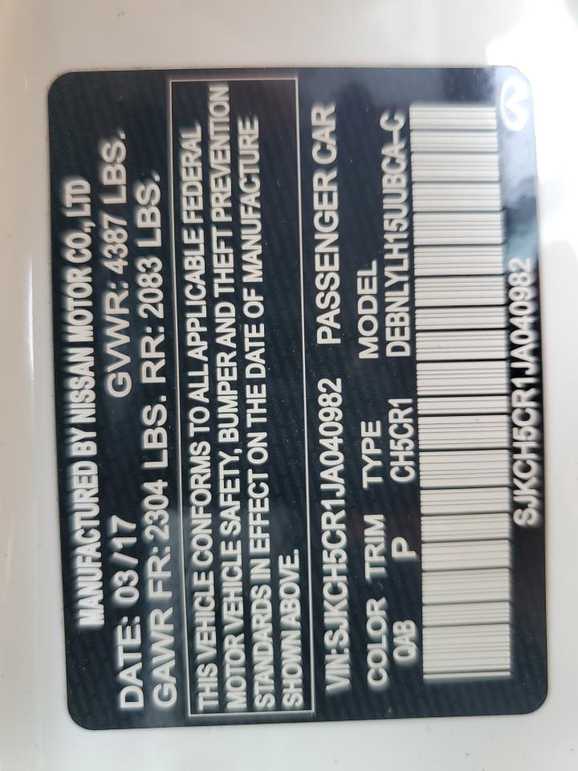 MANUFACTURED BY NISSAN MOTOR CO., LTD
DATE: 03/17 GVWR: 4387 LBS.
GAWR FR: 2304 LBS. RR: 2083 LBS.
THIS VEHICLE CONFORMS TO ALL APPLICABLE FEDERAL
MOTOR VEHICLE SAFETY, BUMPER AND THEFT PREVENTION
STANDARDS IN EFFECT ON THE DATE OF MANUFACTURE
SHOWN ABOVE.
VIN:SJKCH5CR1JA040982 PASSENGER CAR
COLOR TRIM TYPE MODEL
QAB P CH5CR1 DEBNLYLH15UUBCA-C
SJKCH5CR1JA040982